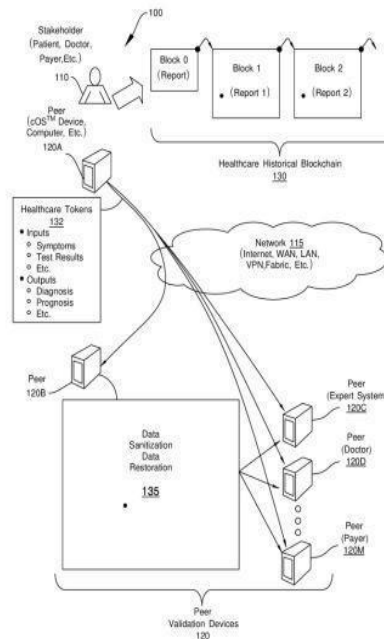 100
Stakeholder
(Patient, Doctor,
Payer,Etc.)
110
Block 0
(Report)
Block 1
(Report 1)
Block 2
(Report 2)
Peer
(cOS™ Device,
Computer, Etc.)
120A
Healthcare Historical Blockchain
130
Healthcare Tokens
132
Inputs
Symptoms
Test Results
Etc.
Outputs
Diagnosis
Prognosis
Etc.
Network 115
(Internet, WAN, LAN,
VPN,Fabric, Etc.)
Peer
120B
Data
Sanitization
Data
Restoration
135
Peer
(Expert System)
120C
Peer
(Doctor)
120D
Peer
(Payer)
120M
Peer
Validation Devices
120